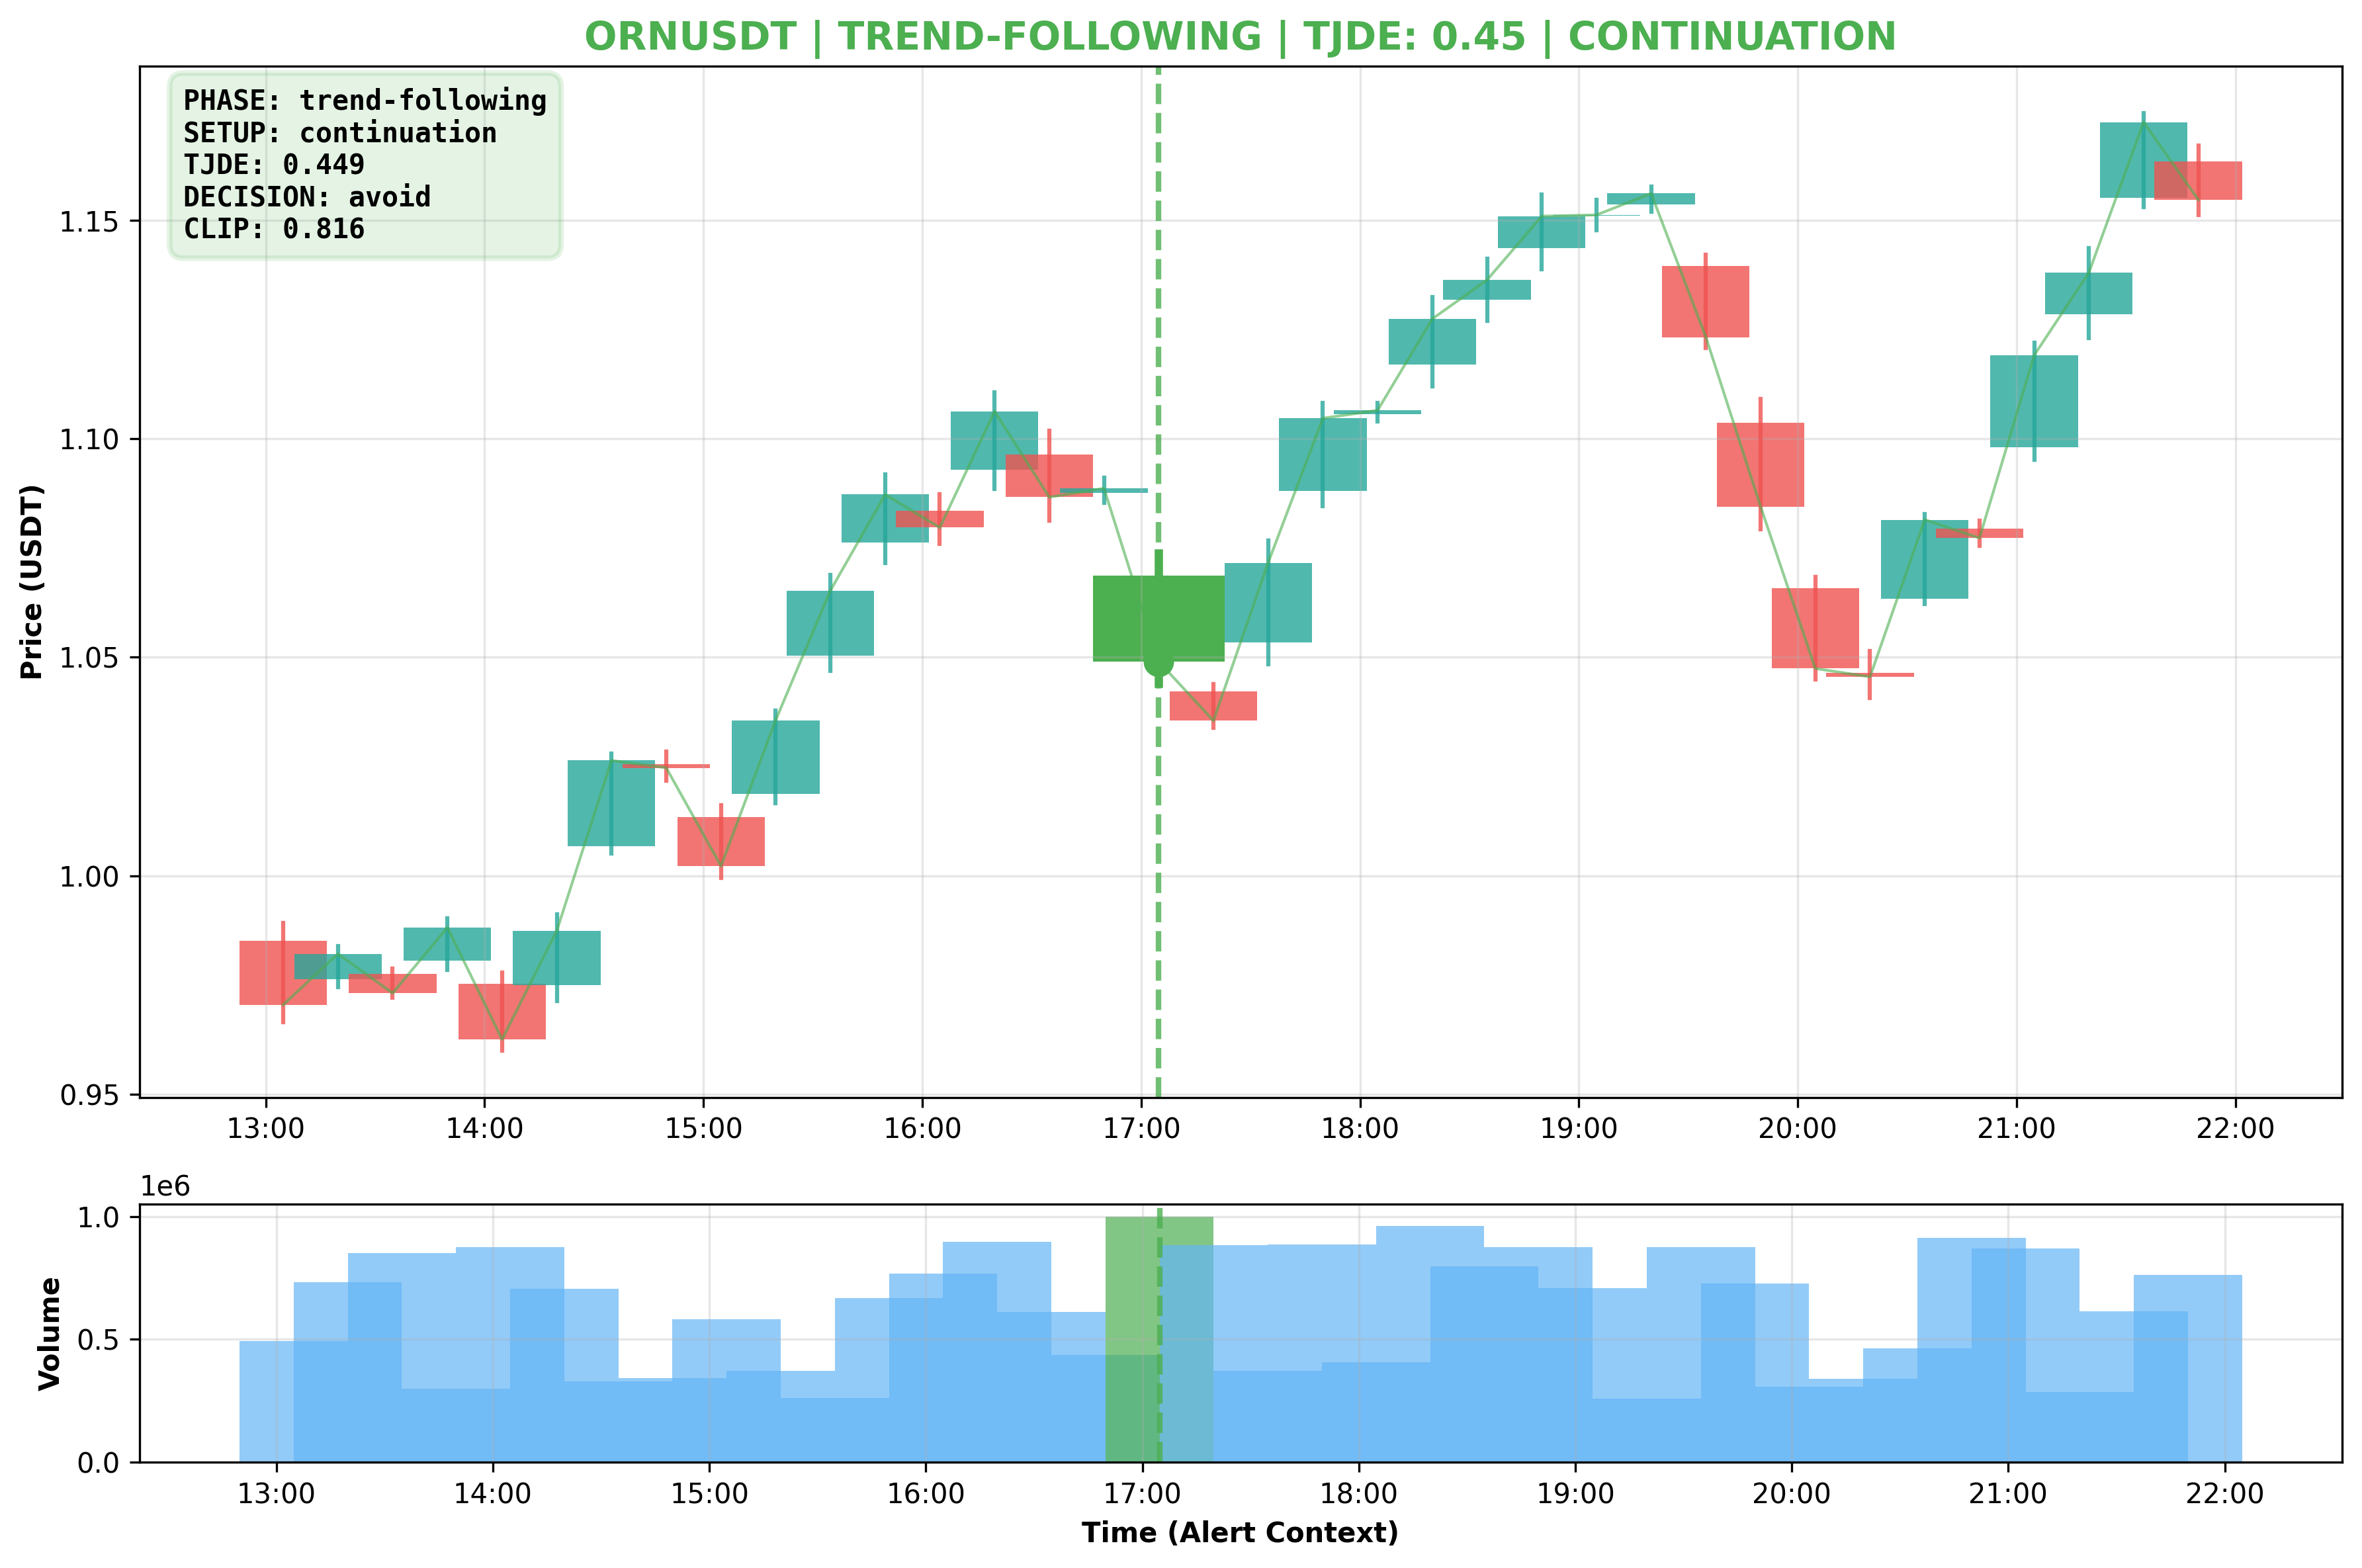 ORNUSDT | TREND-FOLLOWING | TJDE: 0.45 | CONTINUATION
PHASE: trend-following
SETUP: continuation
TJDE: 0.449
DECISION: avoid
CLIP: 0.816
Price (USDT)
1.15
1.10
1.05
1.00
0.95
13:00 14:00 15:00 16:00 17:00 18:00 19:00 20:00 21:00 22:00
1e6
Volume
1.0
0.5
0.0
13:00 14:00 15:00 16:00 17:00 18:00 19:00 20:00 21:00 22:00
Time (Alert Context)